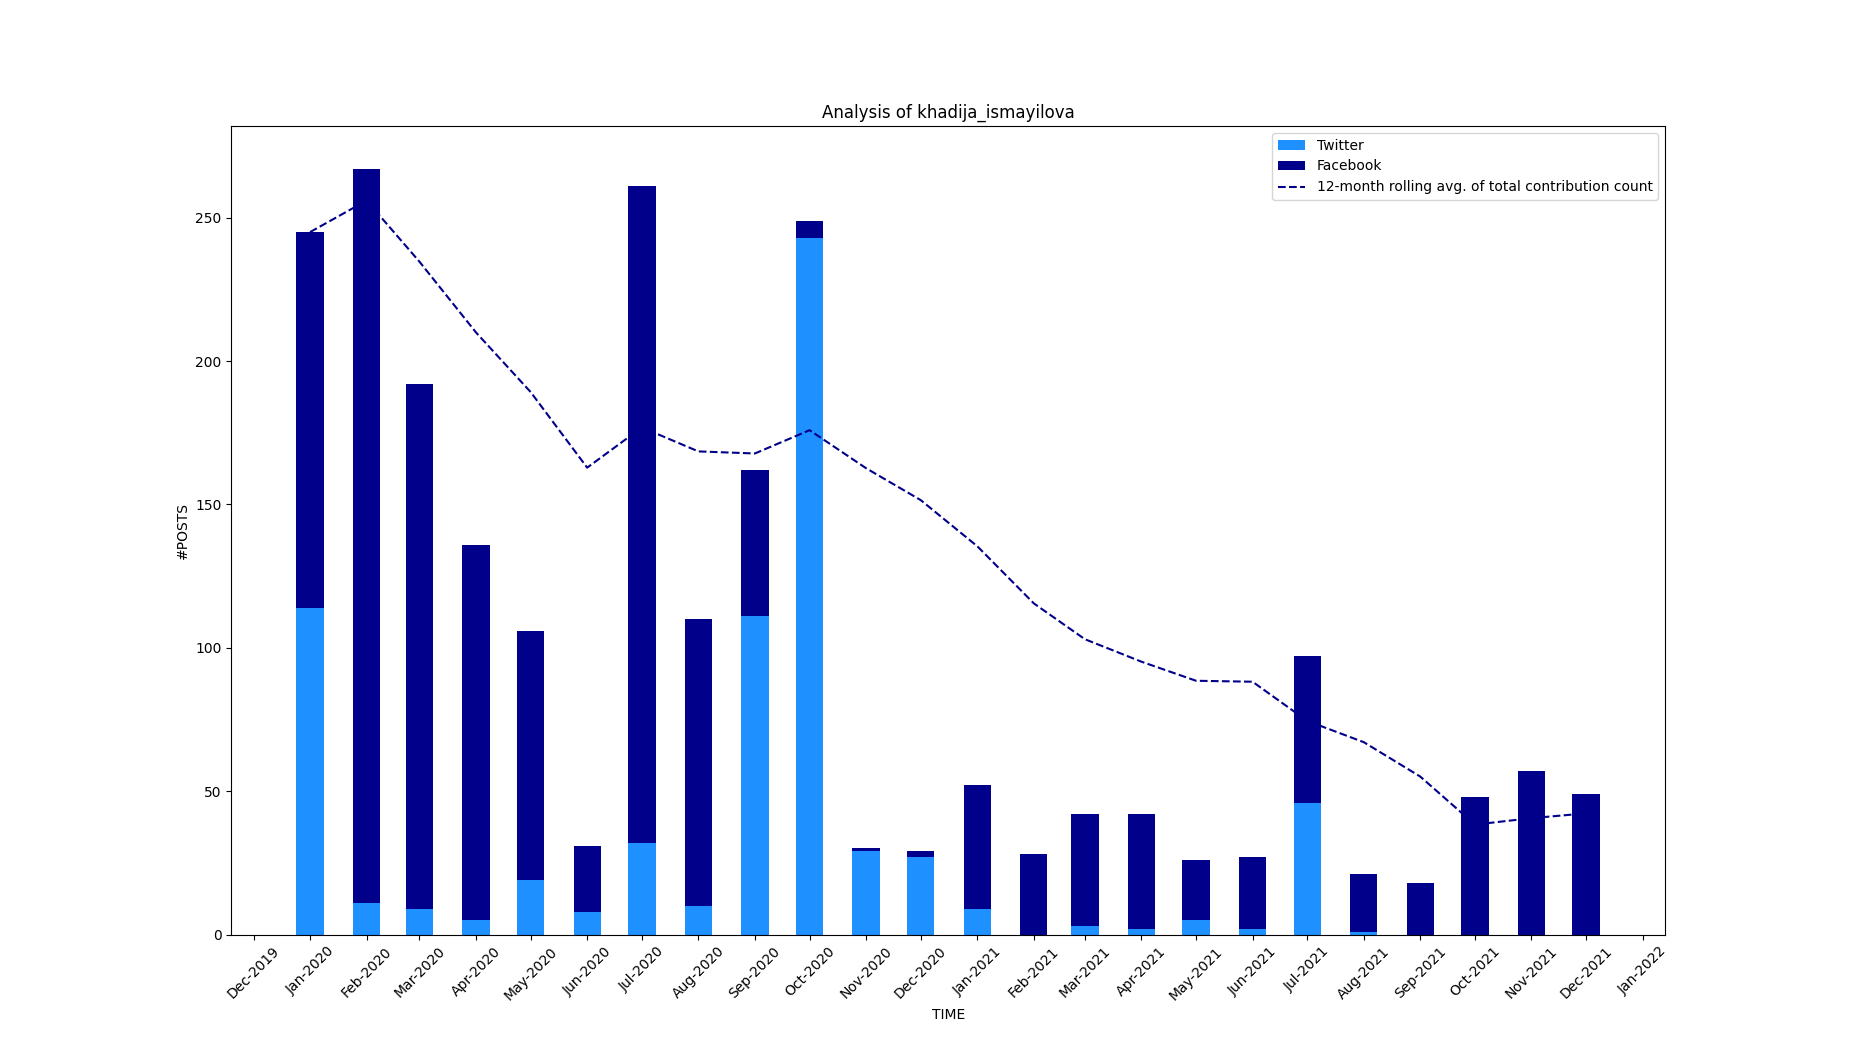 Analysis of khadija_ismayilova
Twitter
Facebook
12-month rolling avg. of total contribution count
#POSTS
250
200
150
100
50
0
Dec-2019
Jan-2020
Feb-2020
Mar-2020
Apr-2020
May-2020
Jun-2020
Jul-2020
Aug-2020
Sep-2020
Oct-2020
Nov-2020
Dec-2020
Jan-2021
Feb-2021
Mar-2021
Apr-2021
May-2021
Jun-2021
Jul-2021
Aug-2021
Sep-2021
Oct-2021
Nov-2021
Dec-2021
Jan-2022
TIME